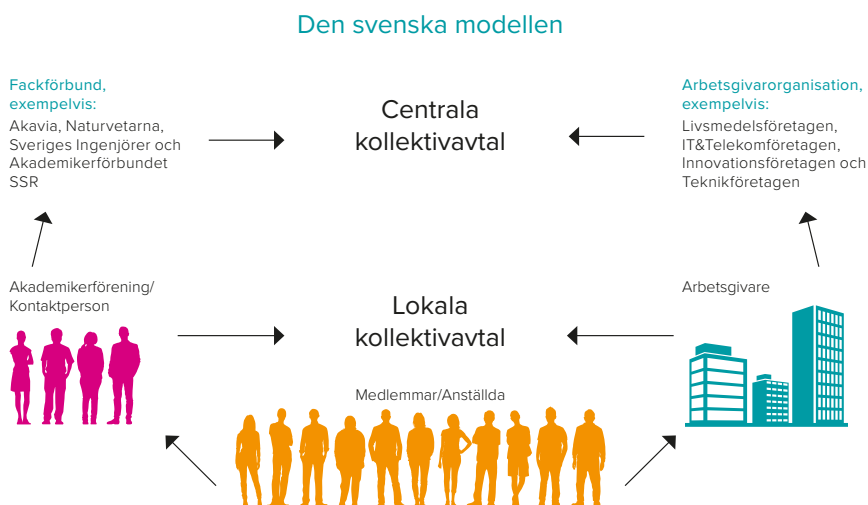 Den svenska modellen
Fackförbund,
exempelvis:
Akavia, Naturvetarna,
Sveriges Ingenjörer och
Akademikerförbundet
SSR
Centrala
kollektivavtal
Arbetsgivarorganisation,
exempelvis:
Livsmedelsföretagen,
IT&Telekomföretagen,
Innovationsföretagen och
Teknikföretagen
Akademikerförening/
Kontaktperson
Lokala
kollektivavtal
Arbetsgivare
Medlemmar/Anställda